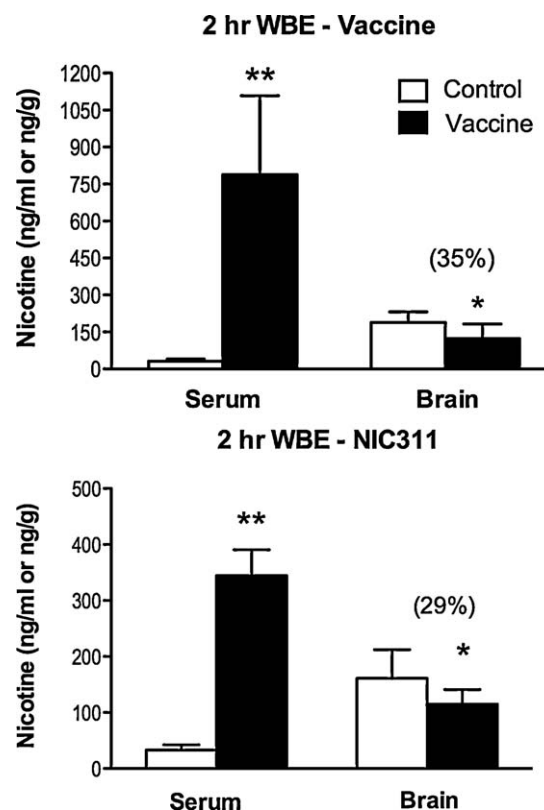 2 hr WBE - Vaccine
Nicotine (ng/ml or ng/g)
1200
1050
900
750
600
450
300
150
0
**
Control
Vaccine
(35%)
*
Serum Brain
2 hr WBE - NIC311
Nicotine (ng/ml or ng/g)
500
400
300
200
100
0
**
(29%)
*
Serum Brain